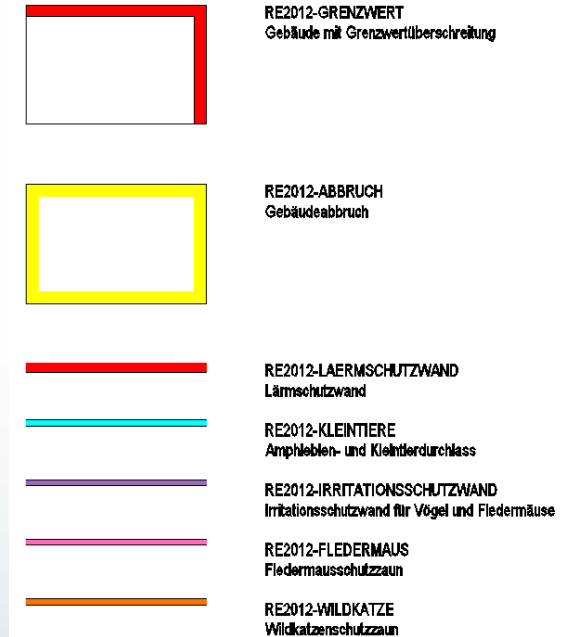 RE2012-GRENZWERT
Gebäude mit Grenzwertüberschreitung
RE2012-ABBRUCH
Gebäudeabbruch
RE2012-LAERMSCHUTZWAND
Lärmschutzwand
RE2012-KLEINTIERE
Amphiebien- und Kleintierdurchlass
RE2012-IRRITATIONSSCHUTZWAND
Irritationsschutzwand für Vögel und Fledermäuse
RE2012-FLEDERMAUS
Fledermausschutzzaun
RE2012-WILDKATZE
Wildkatzenschutzzaun